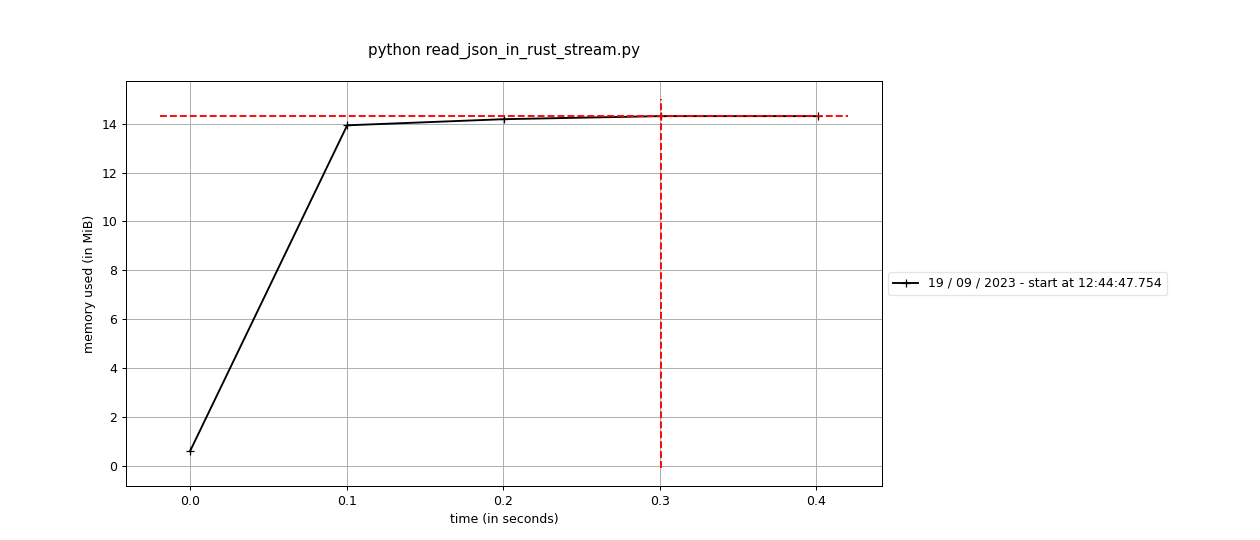 python read_json_in_rust_stream.py
14
12
10
8
6
4
2
0
memory used (in MiB)
0.0 0.1 0.2 0.3 0.4
time (in seconds)
19 / 09 / 2023 - start at 12:44:47.754